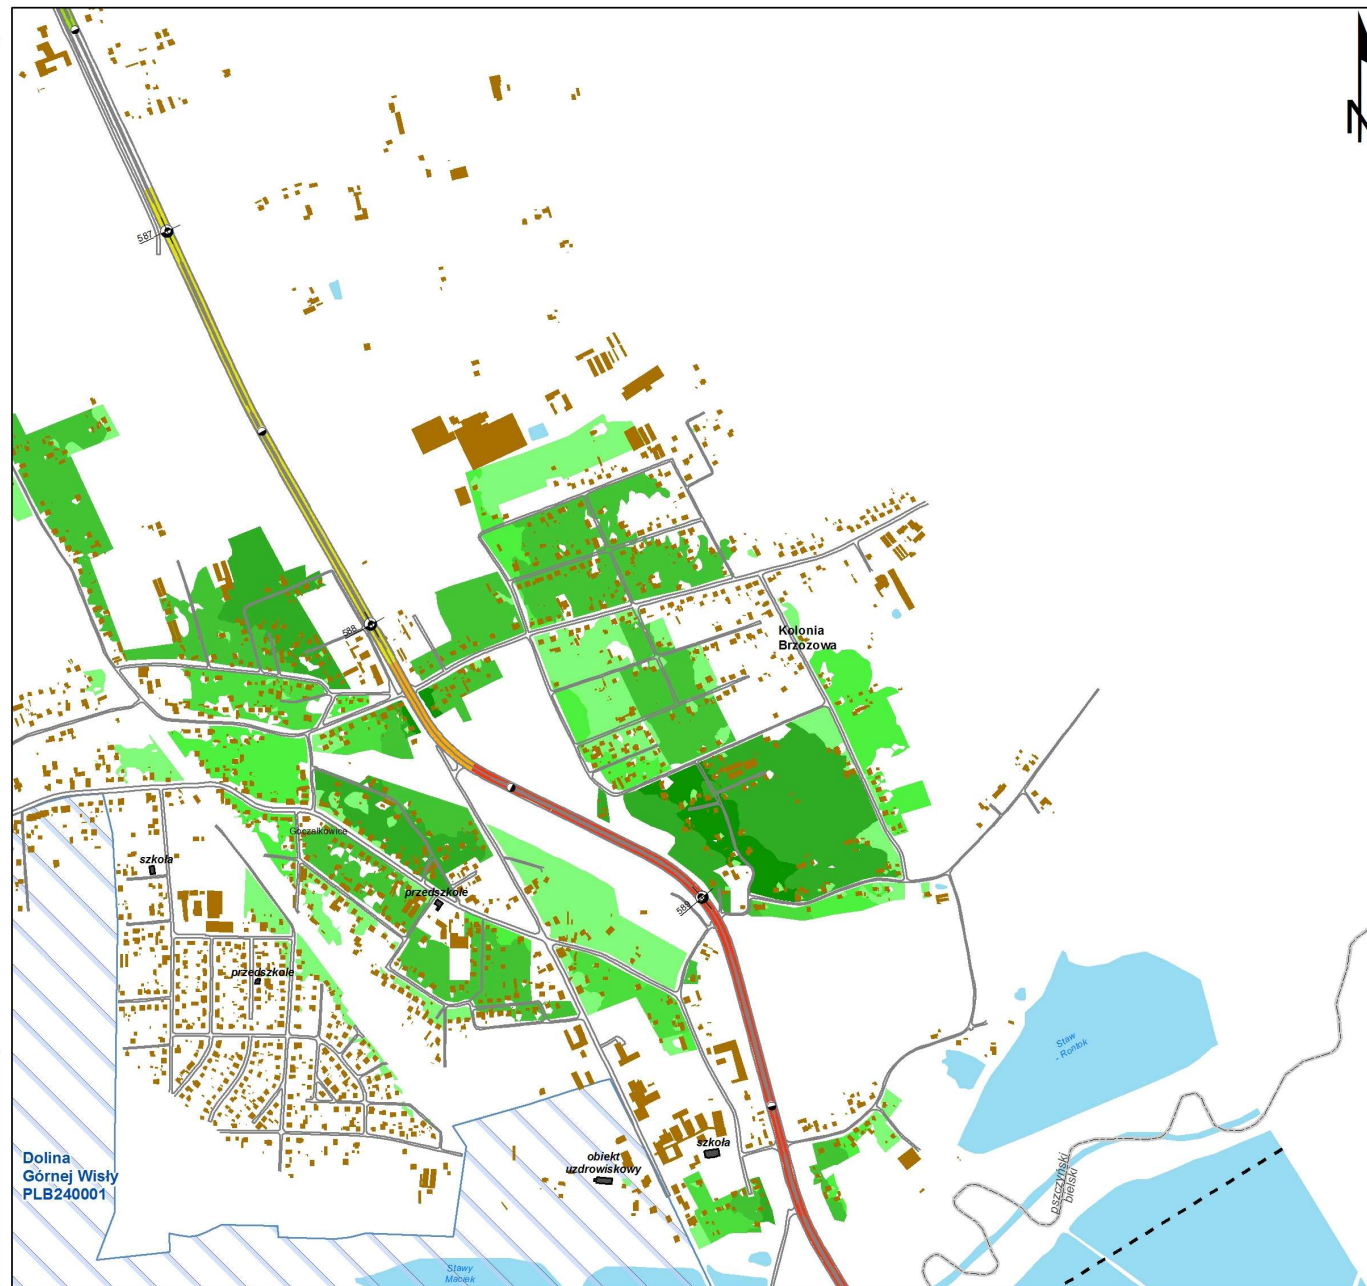 N
587
588
Kolonia
Brzozowa
Goczałkowice
szkoła
przedszkole
589
przedszkole
Staw
Rontok
Dolina
Górnej Wisły
PLB240001
obiekt
uzdrowiskowy
szkoła
pszczyński
bielski
Stawy
Maciek